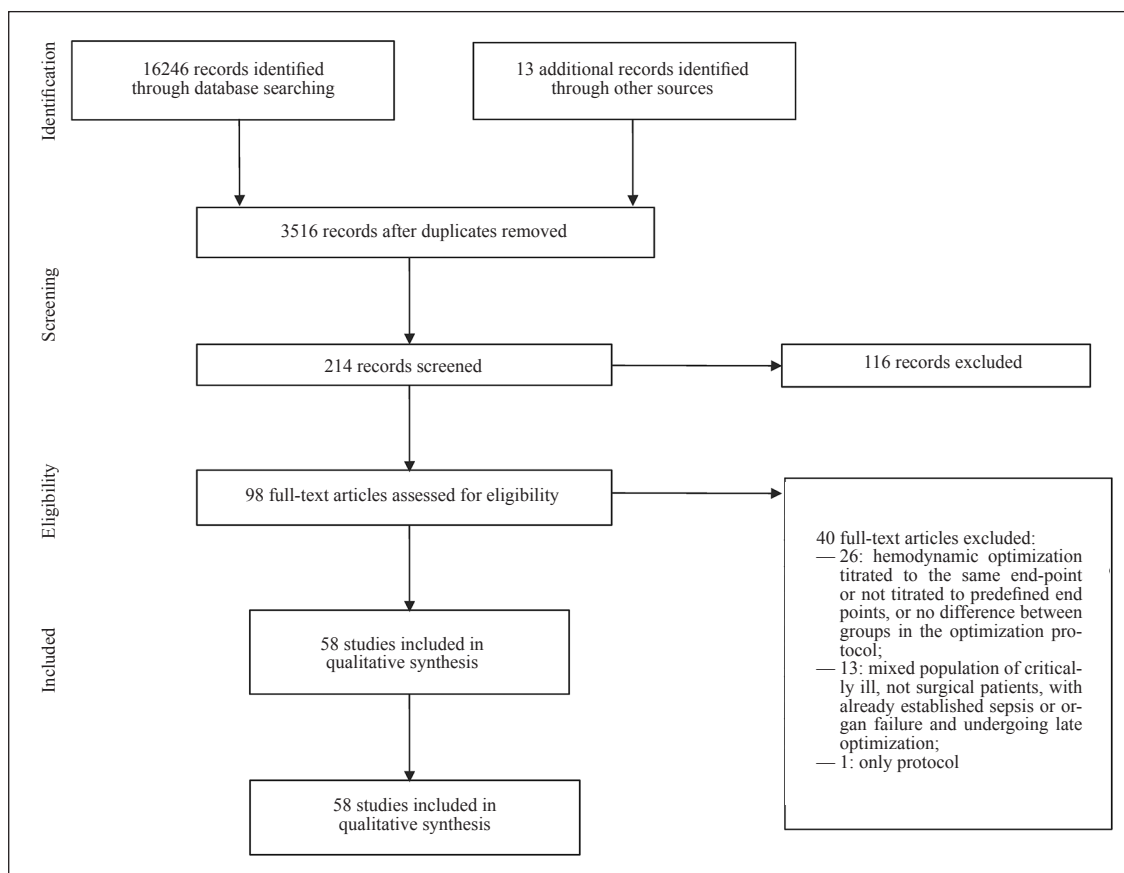 Identification
16246 records identified
through database searching
13 additional records identified
through other sources
3516 records after duplicates removed
Screening
214 records screened
116 records excluded
Eligibility
98 full-text articles assessed for eligibility
40 full-text articles excluded:
— 26: hemodynamic optimization
titrated to the same end-point
or not titrated to predefined end
points, or no difference between
groups in the optimization pro-
tocol;
— 13: mixed population of critical-
ly ill, not surgical patients, with
already established sepsis or or-
gan failure and undergoing late
optimization;
— 1: only protocol
Included
58 studies included in
qualitative synthesis
58 studies included in
qualitative synthesis